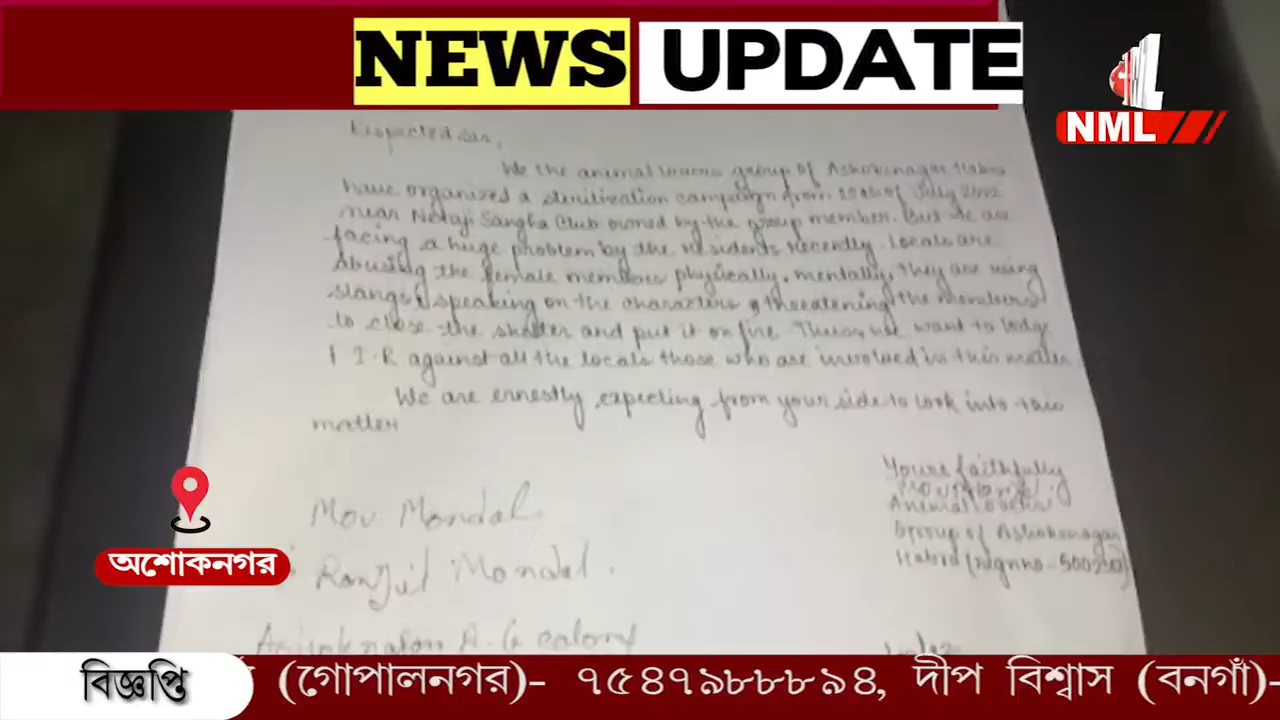 NEWS UPDATE
NML
Respected Sir,
We the animal lovers group of Ashoknagar Habra
have organized a sterilization campaign from of July
near Netaji Sangha Club owned by the group member. But we are
facing a huge problem by the residents recently. Locals are
Abusing the female members physically, mentally, they are using
slangs, speaking on the characters, threatening the members
to close the shelter and put it on fire. Thus, we want to lodge
F I-R against all the locals those who are involved in this matter
We are ernestly expecting from your side to look into this
matter
Yours faithfully
Animal lovers
Mou Mondal
Group of Ashoknagar
Ranjit Mondal.
অশোকনগর
বিজ্ঞপ্তি
(গোপালনগর)- ৭৫৪৭৯৮৮৮৯৪, দীপ বিশ্বাস (বনগাঁ)-